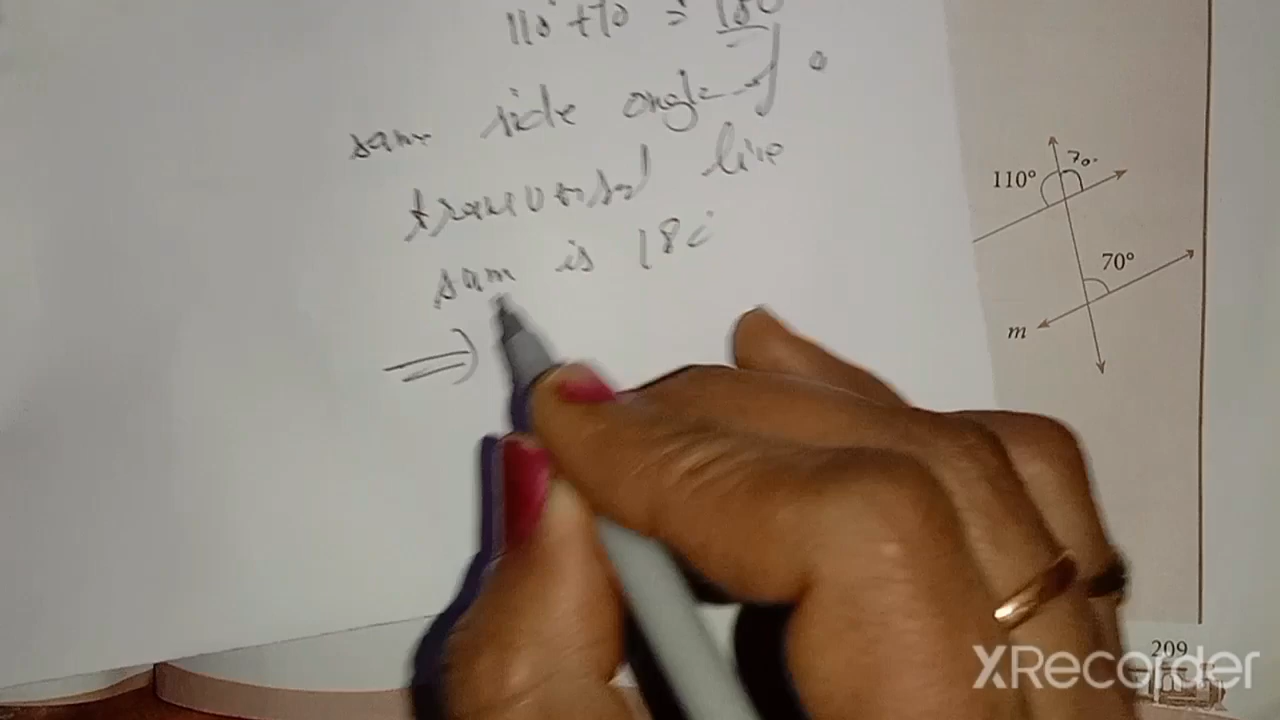 110° + 70 = 180
same side angle of a
transversal line
sum is 180
⇒
110°
70.
70°
m
209
XRecorder